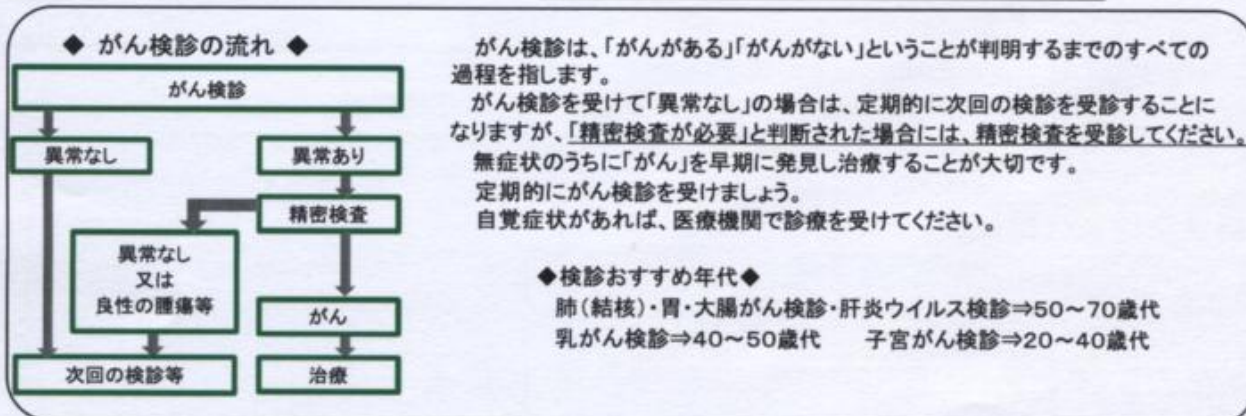 ◆ がん検診の流れ ◆
がん検診
異常なし
異常あり
精密検査
異常なし
又は
良性の腫瘍等
がん
次回の検診等
治療
がん検診は、「がんがある」「がんがない」ということが判明するまでのすべての
過程を指します。
がん検診を受けて「異常なし」の場合は、定期的に次回の検診を受診することに
なりますが、「精密検査が必要」と判断された場合には、精密検査を受診してください。
無症状のうちに「がん」を早期に発見し治療することが大切です。
定期的にがん検診を受けましょう。
自覚症状があれば、医療機関で診療を受けてください。
◆検診おすすめ年代◆
肺(結核)・胃・大腸がん検診・肝炎ウイルス検診⇒50～70歳代
乳がん検診⇒40～50歳代　　子宮がん検診⇒20～40歳代